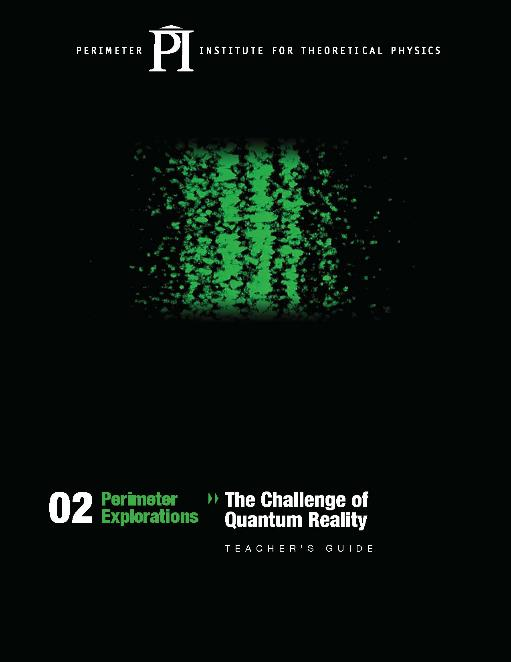 PERIMETER PI INSTITUTE FOR THEORETICAL PHYSICS
02 Perimeter Explorations
The Challenge of
Quantum Reality
TEACHER'S GUIDE